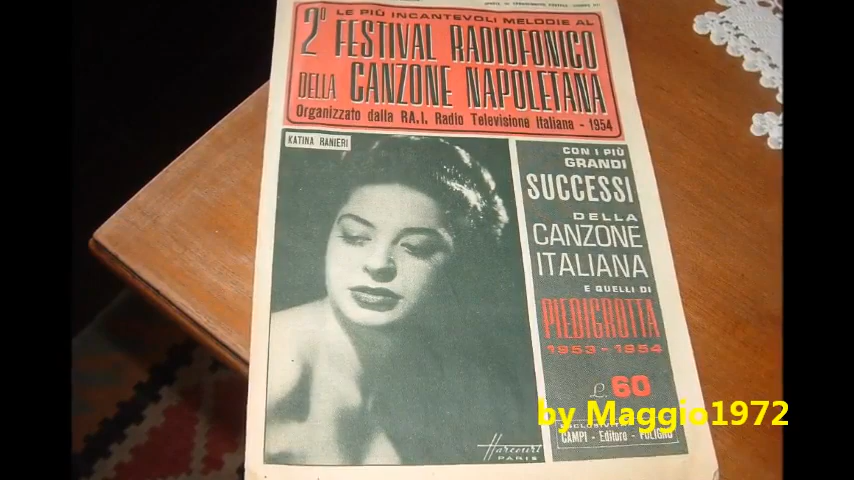 LE PIÙ INCANTEVOLI MELODIE AL
2º FESTIVAL RADIOFONICO
DELLA CANZONE NAPOLETANA
Organizzato dalla RA.I. Radio Televisione Italiana - 1954
KATINA RANIERI
CON I PIÙ
GRANDI
SUCCESSI
DELLA
CANZONE
ITALIANA
E QUELLI DI
PIEDIGROTTA
1953 - 1954
L. 60
by Maggio1972
CAMPI - Editore - FOLIGNO
Harcourt
PARIS